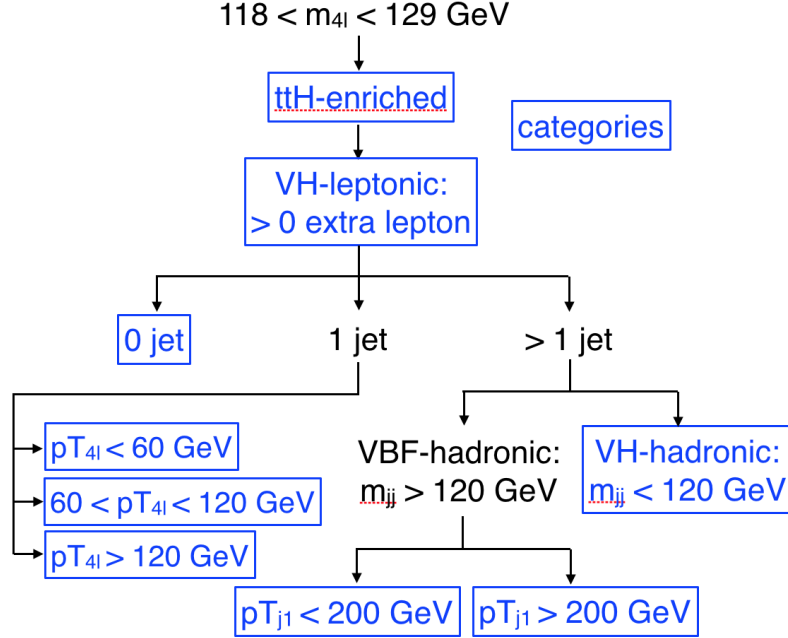 118 < m4l < 129 GeV
ttH-enriched
categories
VH-leptonic:
> 0 extra lepton
0 jet
1 jet
> 1 jet
pT4l < 60 GeV
60 < pT4l < 120 GeV
pT4l > 120 GeV
VBF-hadronic:
mjj > 120 GeV
VH-hadronic:
mjj < 120 GeV
pTj1 < 200 GeV
pTj1 > 200 GeV